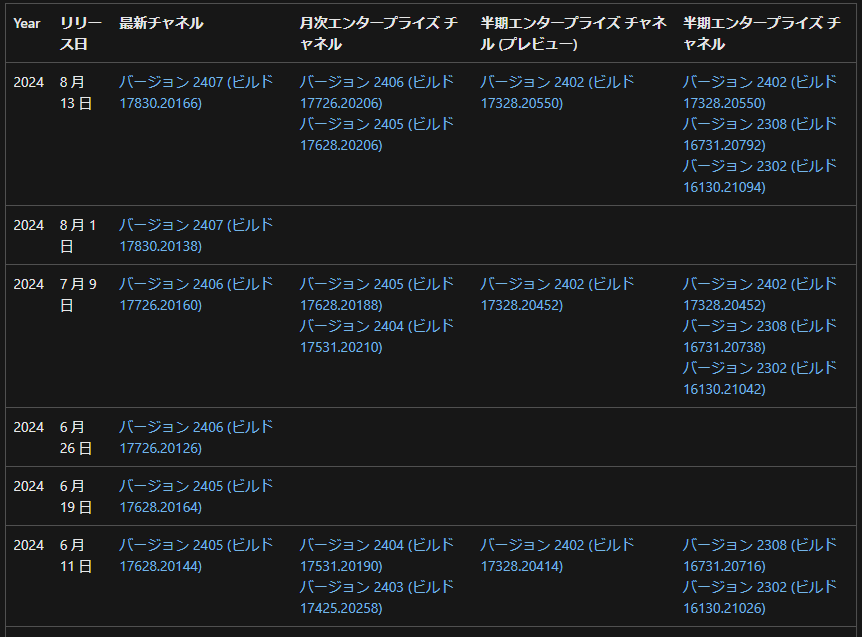 Year
リリー
ス日
最新チャネル
月次エンタープライズ チ
ャネル
半期エンタープライズ チャネ
ル (プレビュー)
半期エンタープライズ チ
ャネル
2024
8 月
13 日
バージョン 2407 (ビルド
17830.20166)
バージョン 2406 (ビルド
17726.20206)
バージョン 2405 (ビルド
17628.20206)
バージョン 2402 (ビルド
17328.20550)
バージョン 2402 (ビルド
17328.20550)
バージョン 2308 (ビルド
16731.20792)
バージョン 2302 (ビルド
16130.21094)
2024
8 月 1
日
バージョン 2407 (ビルド
17830.20138)
2024
7 月 9
日
バージョン 2406 (ビルド
17726.20160)
バージョン 2405 (ビルド
17628.20188)
バージョン 2404 (ビルド
17531.20210)
バージョン 2402 (ビルド
17328.20452)
バージョン 2402 (ビルド
17328.20452)
バージョン 2308 (ビルド
16731.20738)
バージョン 2302 (ビルド
16130.21042)
2024
6 月
26 日
バージョン 2406 (ビルド
17726.20126)
2024
6 月
19 日
バージョン 2405 (ビルド
17628.20164)
2024
6 月
11 日
バージョン 2405 (ビルド
17628.20144)
バージョン 2404 (ビルド
17531.20190)
バージョン 2403 (ビルド
17425.20258)
バージョン 2402 (ビルド
17328.20414)
バージョン 2308 (ビルド
16731.20716)
バージョン 2302 (ビルド
16130.21026)